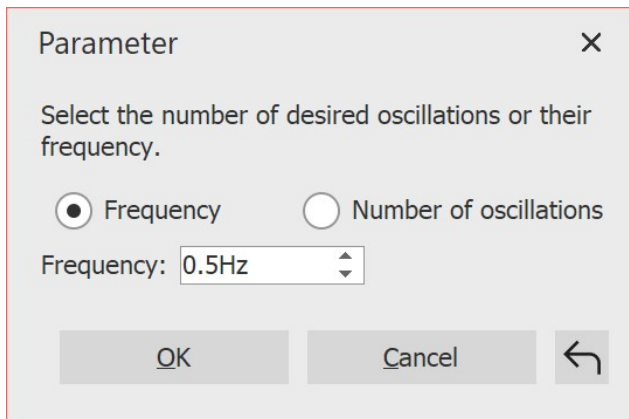 Parameter
Select the number of desired oscillations or their
frequency.
Frequency Number of oscillations
Frequency: 0.5Hz
OK Cancel